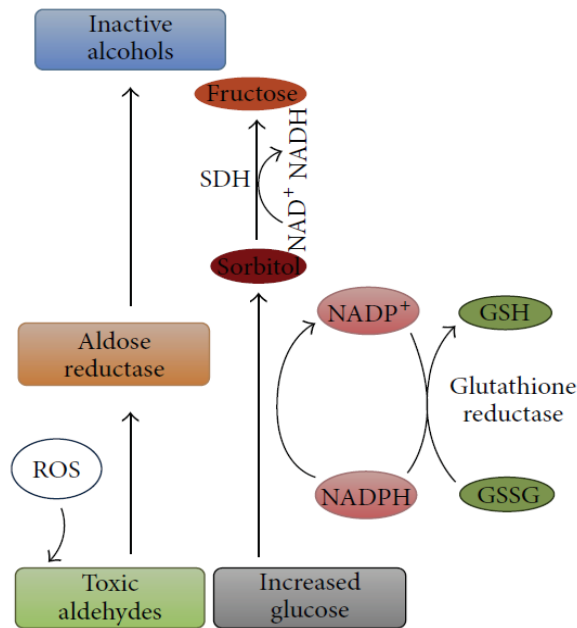 Inactive
alcohols
Fructose
NADH
SDH
NAD+
Sorbitol
NADP+
GSH
Aldose
reductase
Glutathione
reductase
ROS
NADPH
GSSG
Toxic
aldehydes
Increased
glucose